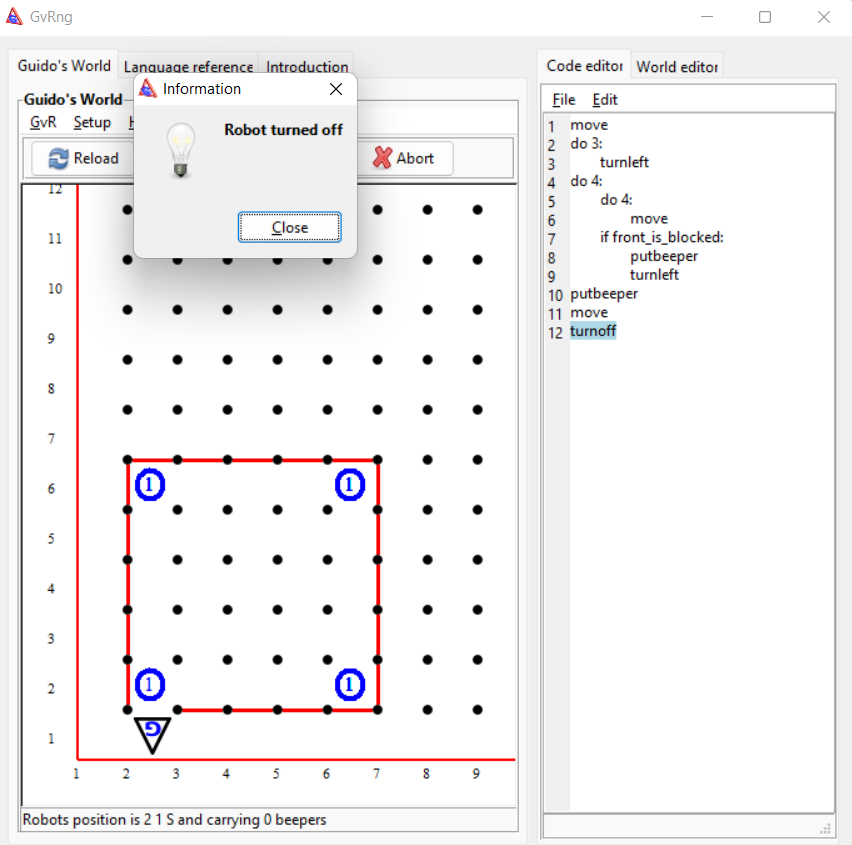 GvRng
Guido's World
Language reference
Introduction
Guido's World
GvR Setup
Reload
Abort
Information
Robot turned off
Close
12
11
10
9
8
7
6
5
4
3
2
1
1 2 3 4 5 6 7 8 9
1 1
1 1
G
Robots position is 2 1 S and carrying 0 beepers
Code editor
World editor
File Edit
1 move
2 do 3:
3 turnleft
4 do 4:
5 do 4:
6 move
7 if front_is_blocked:
8 putbeeper
9 turnleft
10 putbeeper
11 move
12 turnoff